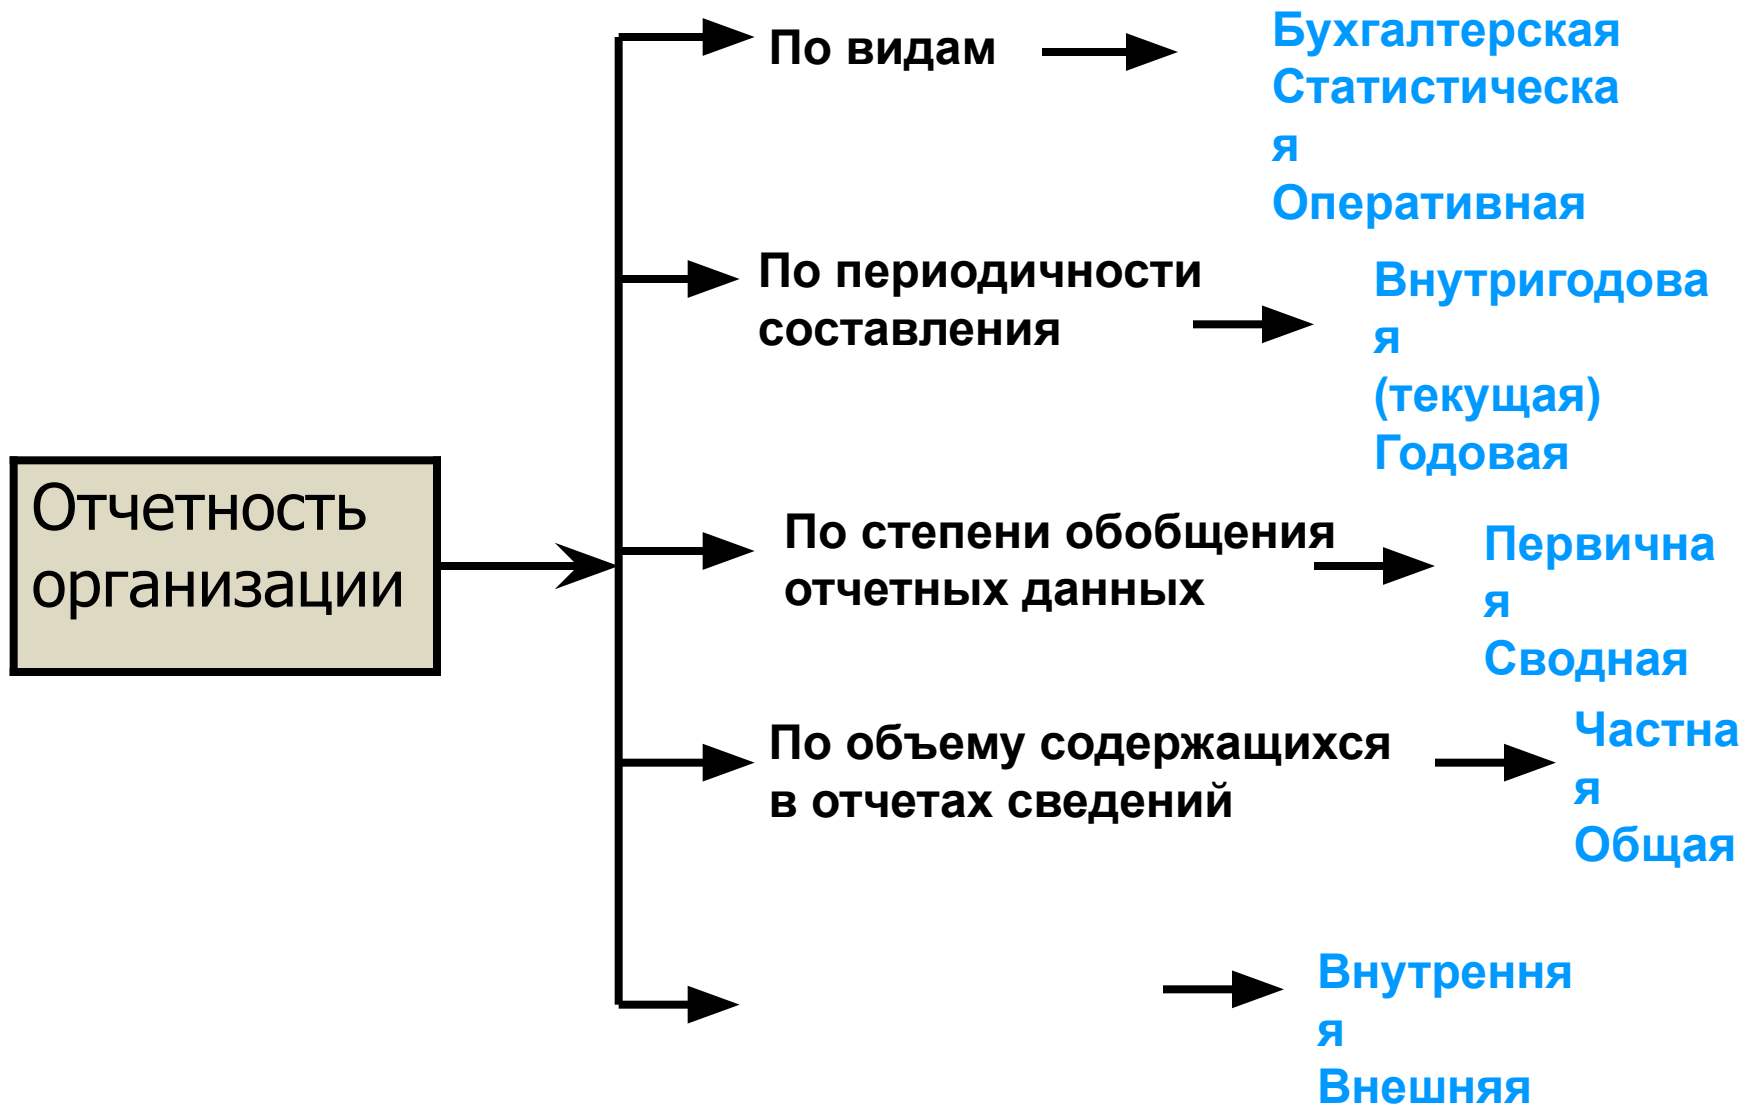 Отчетность
организации
По видам
Бухгалтерская
Статистическа
я
Оперативная
По периодичности
составления
Внутригодова
я
(текущая)
Годовая
По степени обобщения
отчетных данных
Первична
я
Сводная
По объему содержащихся
в отчетах сведений
Частна
я
Общая
Внутрення
я
Внешняя